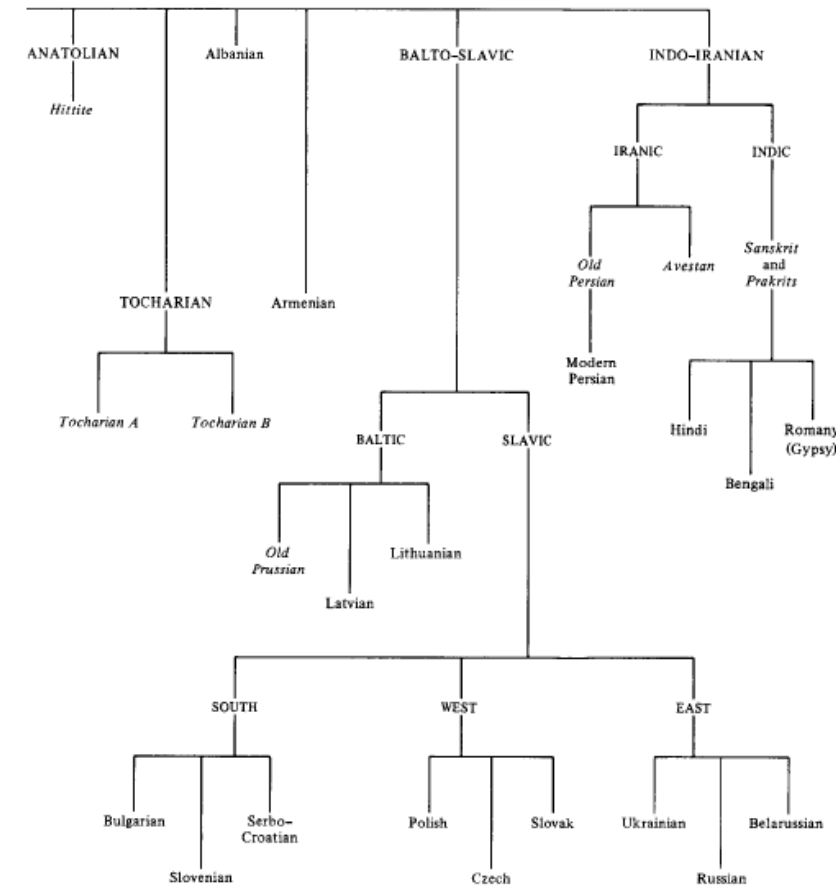 ANATOLIAN
Albanian
BALTO-SLAVIC
INDO-IRANIAN
Hittite
IRANIC
INDIC
Old
Persian
Avestan
Sanskrit
and
Prakrits
TOCHARIAN
Armenian
Modern
Persian
Tocharian A
Tocharian B
BALTIC
SLAVIC
Hindi
Romany
(Gypsy)
Bengali
Old
Prussian
Lithuanian
Latvian
SOUTH
WEST
EAST
Bulgarian
Serbo-
Croatian
Polish
Slovak
Ukrainian
Belarussian
Slovenian
Czech
Russian